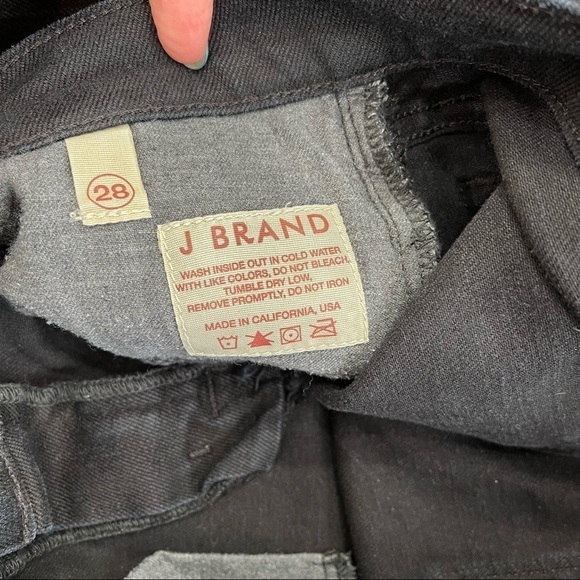 28
J BRAND
WASH INSIDE OUT IN COLD WATER
WITH LIKE COLORS, DO NOT BLEACH,
TUMBLE DRY LOW,
REMOVE PROMPTLY, DO NOT IRON
MADE IN CALIFORNIA, USA